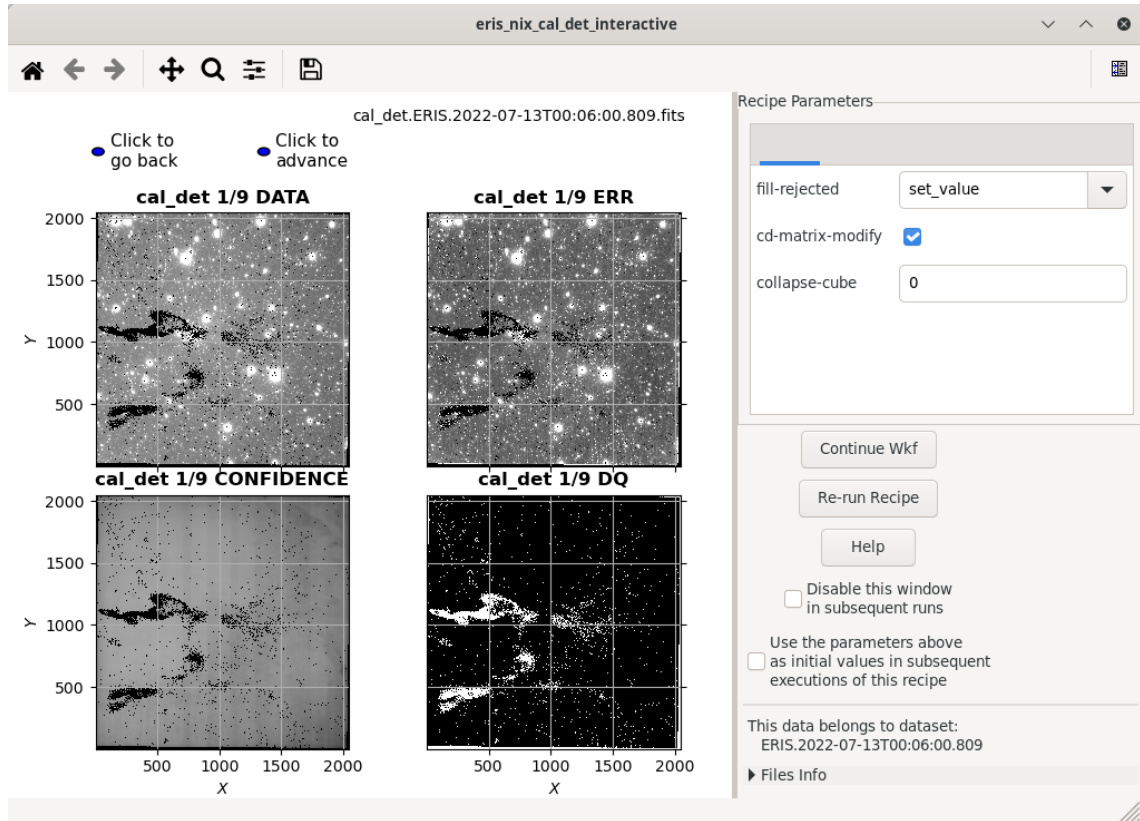 eris_nix_cal_det_interactive
cal_det.ERIS.2022-07-13T00:06:00.809.fits
Click to
go back
Click to
advance
cal_det 1/9 DATA
cal_det 1/9 ERR
2000
1500
1000
500
Y
cal_det 1/9 CONFIDENCE
cal_det 1/9 DQ
2000
1500
1000
500
Y
500 1000 1500 2000
X
500 1000 1500 2000
X
Recipe Parameters
fill-rejected set_value
cd-matrix-modify
collapse-cube 0
Continue Wkf
Re-run Recipe
Help
Disable this window
in subsequent runs
Use the parameters above
as initial values in subsequent
executions of this recipe
This data belongs to dataset:
ERIS.2022-07-13T00:06:00.809
Files Info